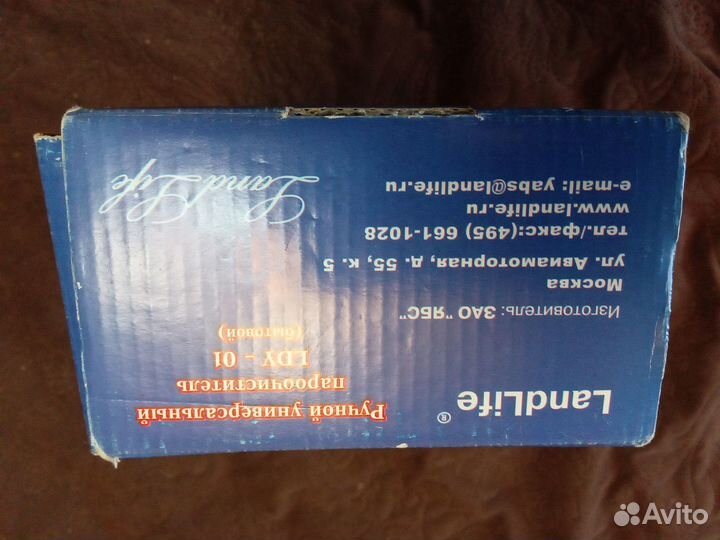 LandLife®
Ручной универсальный
пароочиститель
LDY - 01
(бытовой)
Изготовитель: ЗАО "ЯБС"
Москва
ул. Авиамоторная, д. 55, к. 5
тел./факс:(495) 661-1028
www.landlife.ru
e-mail: yabs@landlife.ru
LandLife
Avito